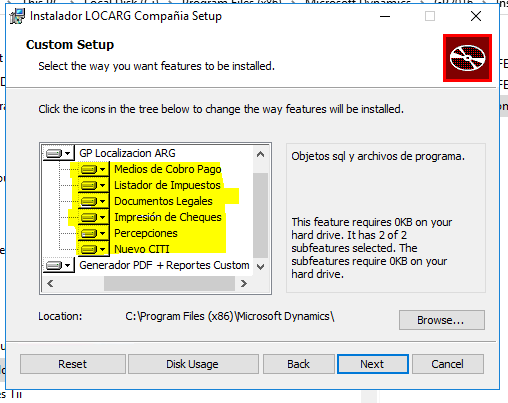 Instalador LOCARG Compañia Setup
Custom Setup
Select the way you want features to be installed.
Click the icons in the tree below to change the way features will be installed.
GP Localizacion ARG
Medios de Cobro Pago
Listador de Impuestos
Documentos Legales
Impresión de Cheques
Percepciones
Nuevo CITI
Generador PDF + Reportes Custom
Objetos sql y archivos de programa.
This feature requires 0KB on your
hard drive. It has 2 of 2
subfeatures selected. The
subfeatures require 0KB on your
hard drive.
Location:
C:\Program Files (x86)\Microsoft Dynamics\
Browse...
Reset
Disk Usage
Back
Next
Cancel